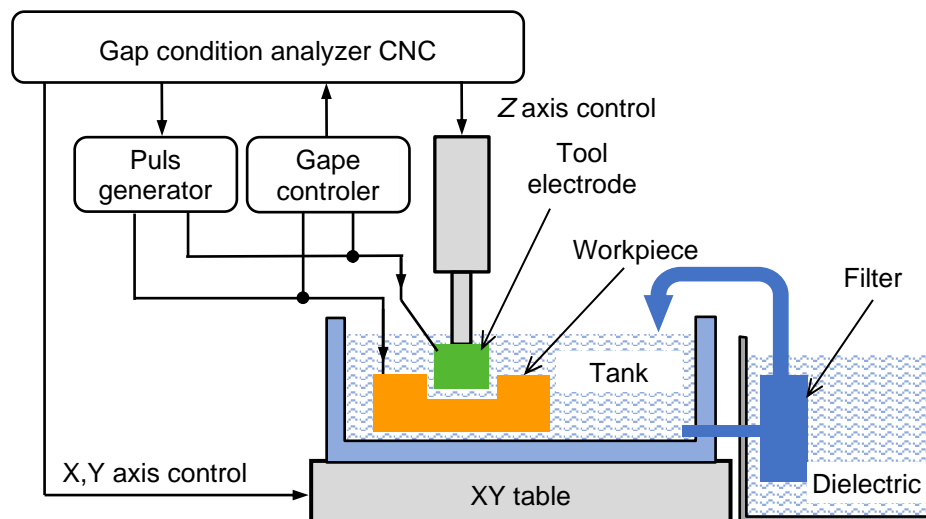 Gap condition analyzer CNC
Z axis control
Puls
generator
Gape
controler
Tool
electrode
Workpiece
Filter
Tank
X,Y axis control
XY table
Dielectric